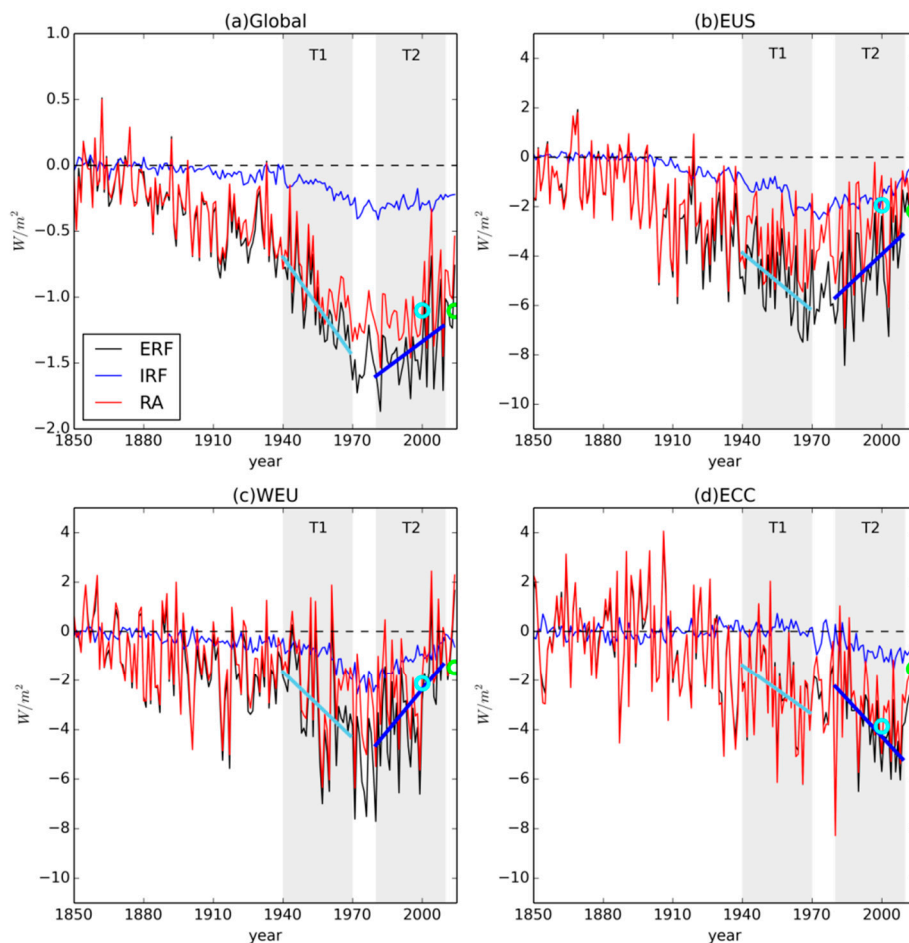 (a)Global
1.0
0.5
0.0
−0.5
−1.0
−1.5
−2.0
W/m²
T1 T2
ERF
IRF
RA
1850 1880 1910 1940 1970 2000
year
(b)EUS
4
2
0
−2
−4
−6
−8
−10
W/m²
T1 T2
1850 1880 1910 1940 1970 2000
year
(c)WEU
4
2
0
−2
−4
−6
−8
−10
W/m²
T1 T2
1850 1880 1910 1940 1970 2000
year
(d)ECC
4
2
0
−2
−4
−6
−8
−10
W/m²
T1 T2
1850 1880 1910 1940 1970 2000
year